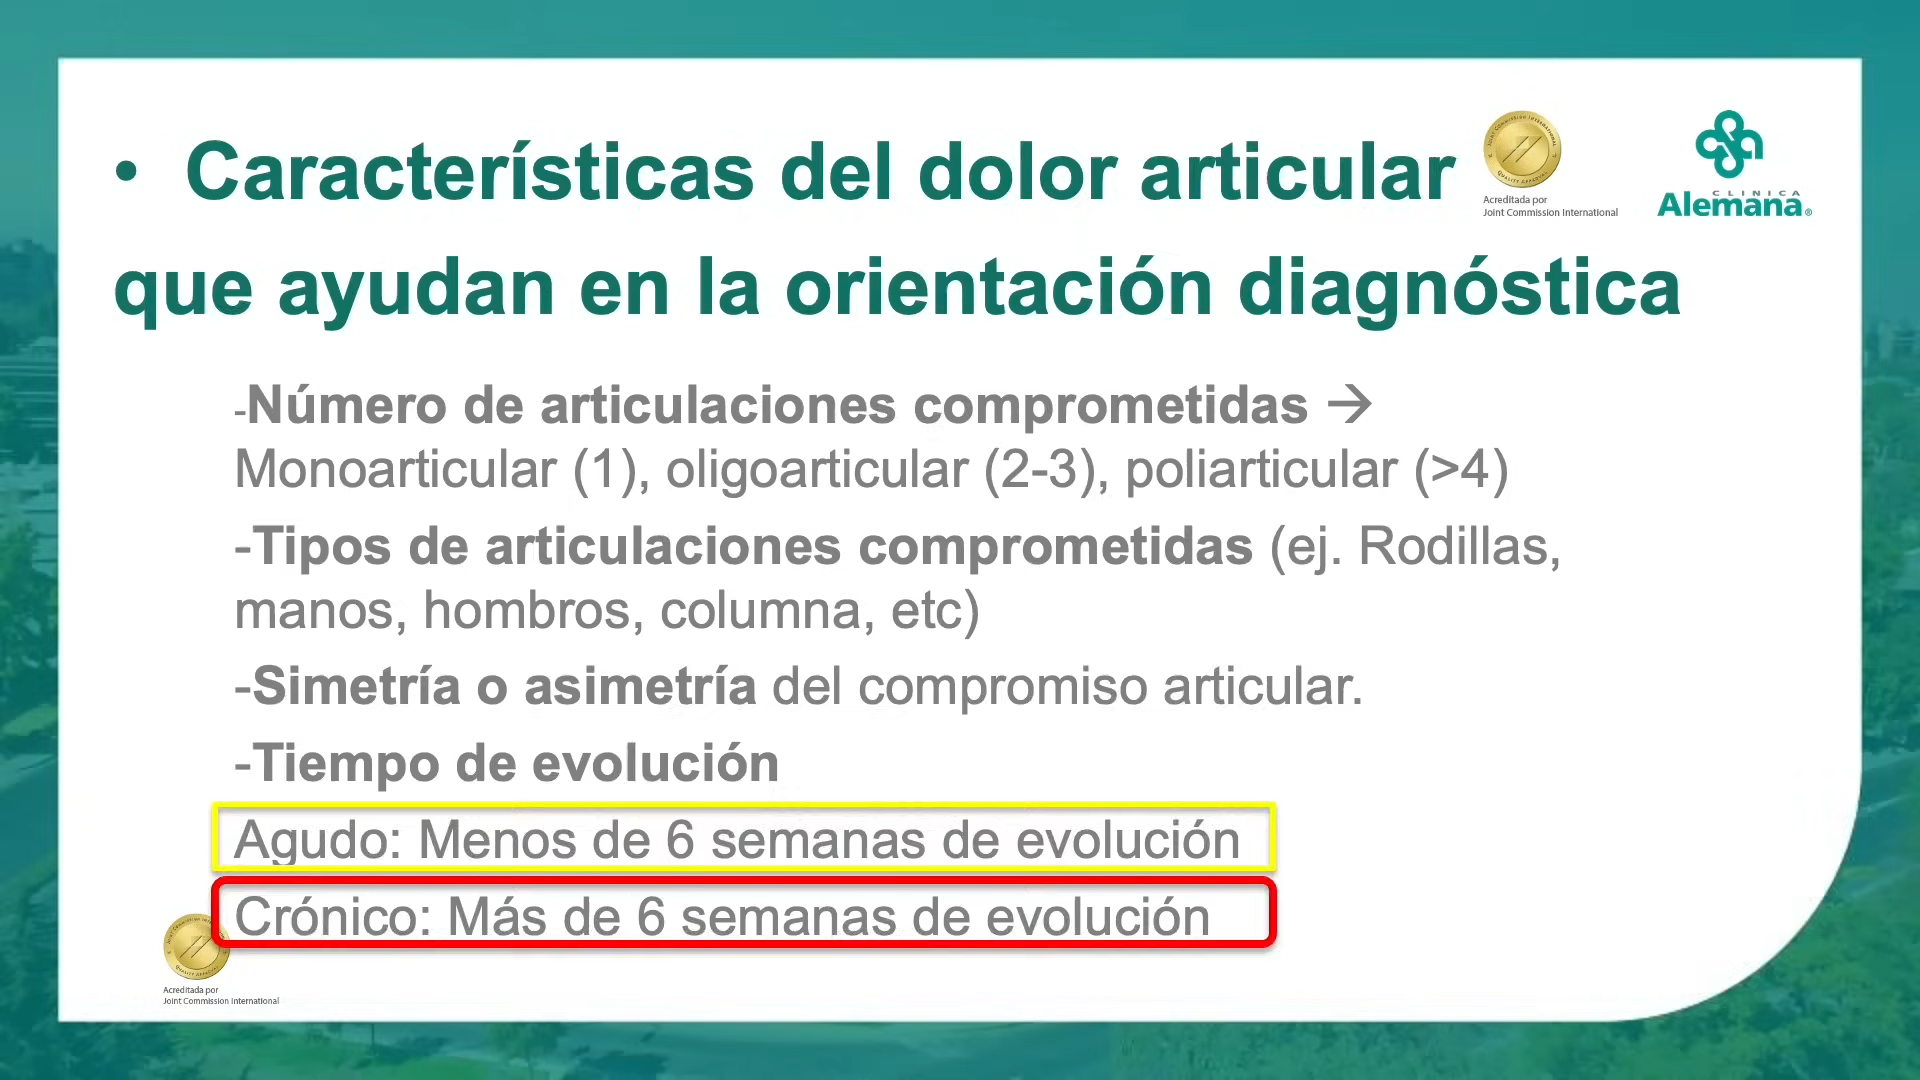 • Características del dolor articular
que ayudan en la orientación diagnóstica
Acreditada por
Joint Commission International
CLINICA
Alemana®
-Número de articulaciones comprometidas →
Monoarticular (1), oligoarticular (2-3), poliarticular (>4)
-Tipos de articulaciones comprometidas (ej. Rodillas,
manos, hombros, columna, etc)
-Simetría o asimetría del compromiso articular.
-Tiempo de evolución
Agudo: Menos de 6 semanas de evolución
Crónico: Más de 6 semanas de evolución
Acreditada por
Joint Commission International